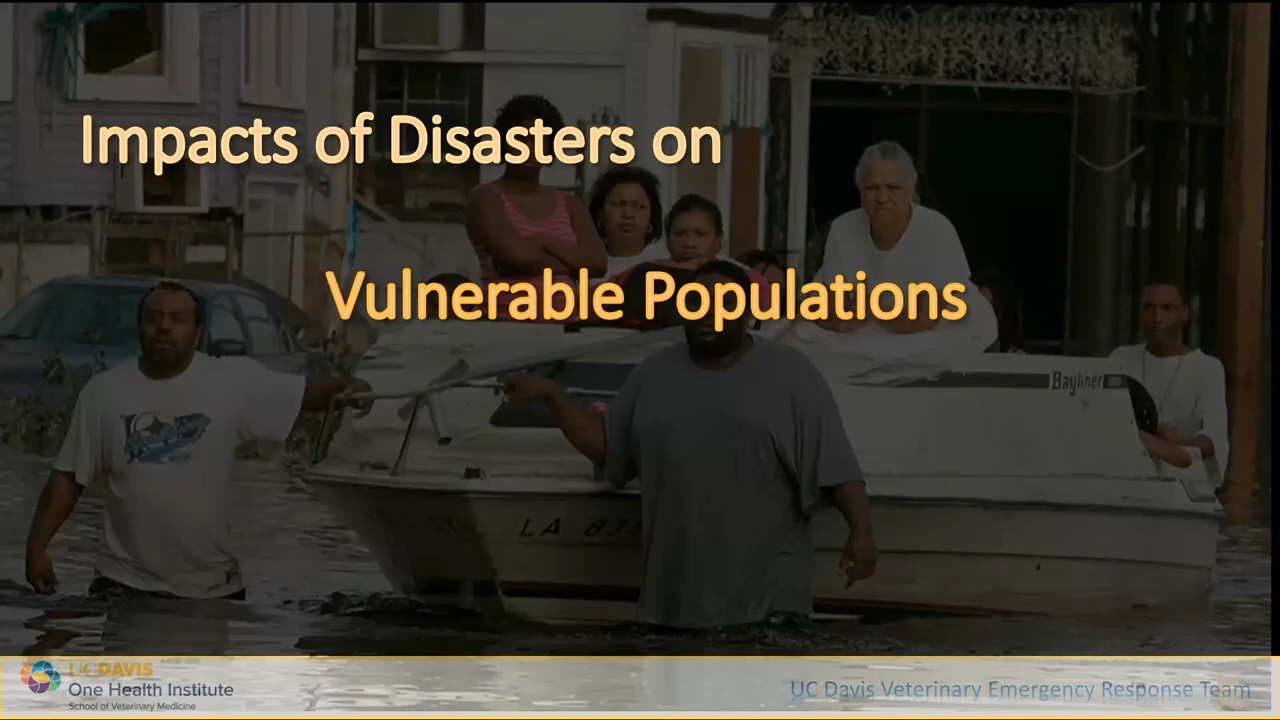 Impacts of Disasters on
Vulnerable Populations
Bayliner
LA 835
UC DAVIS
One Health Institute
School of Veterinary Medicine
UC Davis Veterinary Emergency Response Team